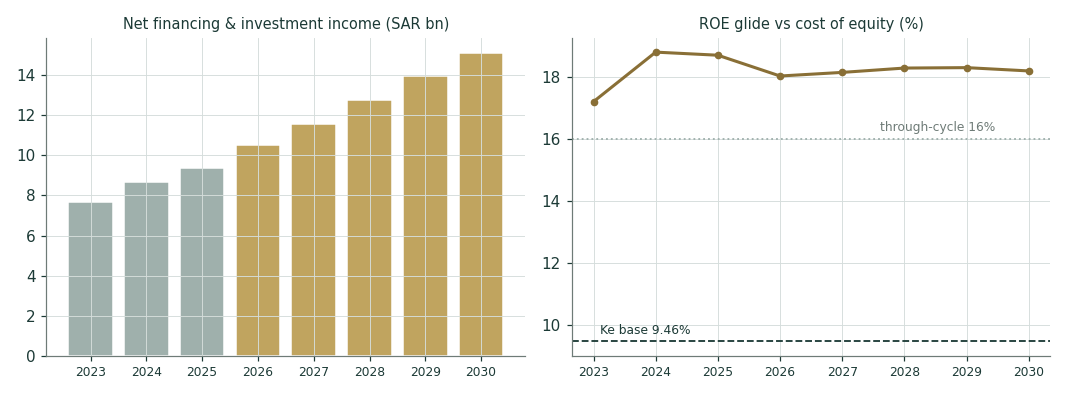 Net financing & investment income (SAR bn)
14
12
10
8
6
4
2
0
2023 2024 2025 2026 2027 2028 2029 2030
ROE glide vs cost of equity (%)
18
16
14
12
10
through-cycle 16%
Ke base 9.46%
2023 2024 2025 2026 2027 2028 2029 2030